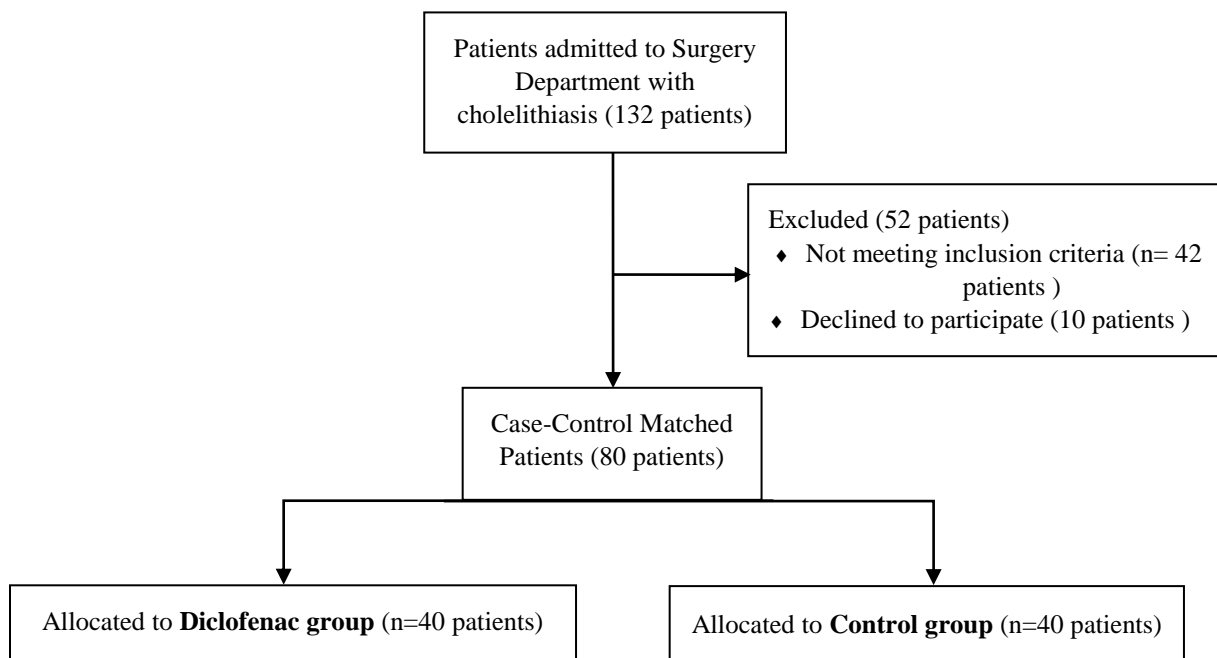 Patients admitted to Surgery
Department with
cholelithiasis (132 patients)
Excluded (52 patients)
♦ Not meeting inclusion criteria (n= 42
patients )
♦ Declined to participate (10 patients )
Case-Control Matched
Patients (80 patients)
Allocated to Diclofenac group (n=40 patients)
Allocated to Control group (n=40 patients)